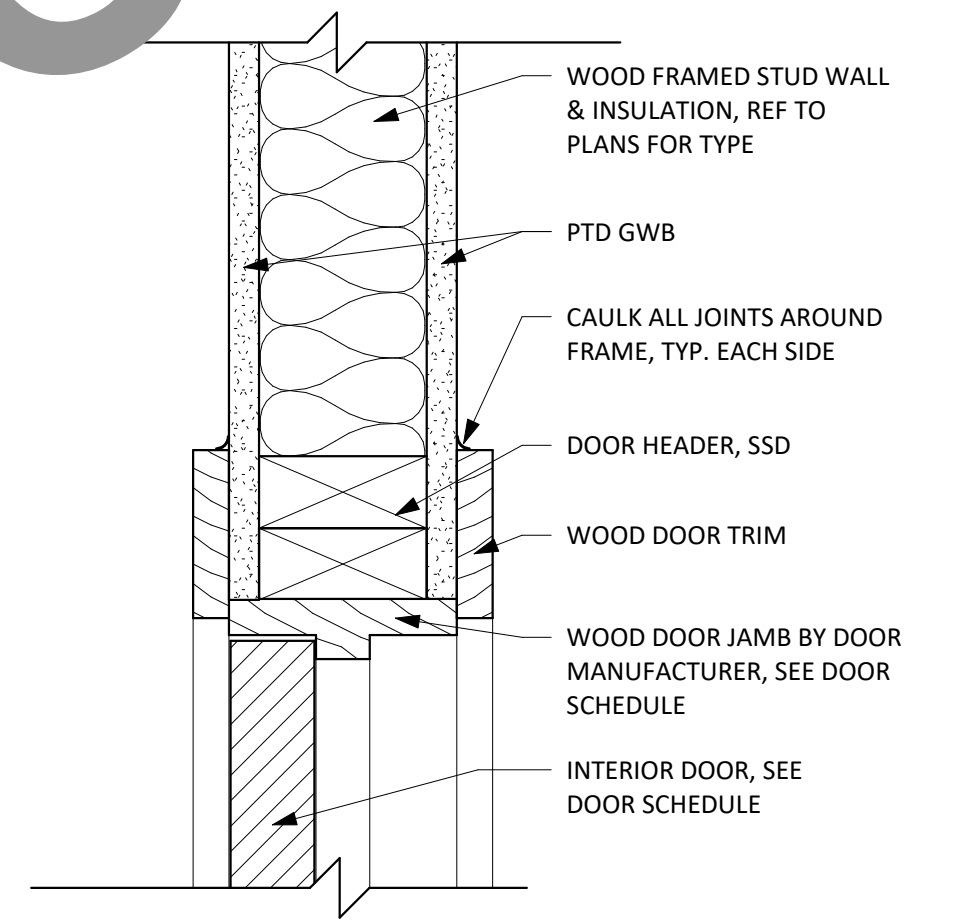 WOOD FRAMED STUD WALL
& INSULATION, REF TO
PLANS FOR TYPE
PTD GWB
CAULK ALL JOINTS AROUND
FRAME, TYP. EACH SIDE
DOOR HEADER, SSD
WOOD DOOR TRIM
WOOD DOOR JAMB BY DOOR
MANUFACTURER, SEE DOOR
SCHEDULE
INTERIOR DOOR, SEE
DOOR SCHEDULE